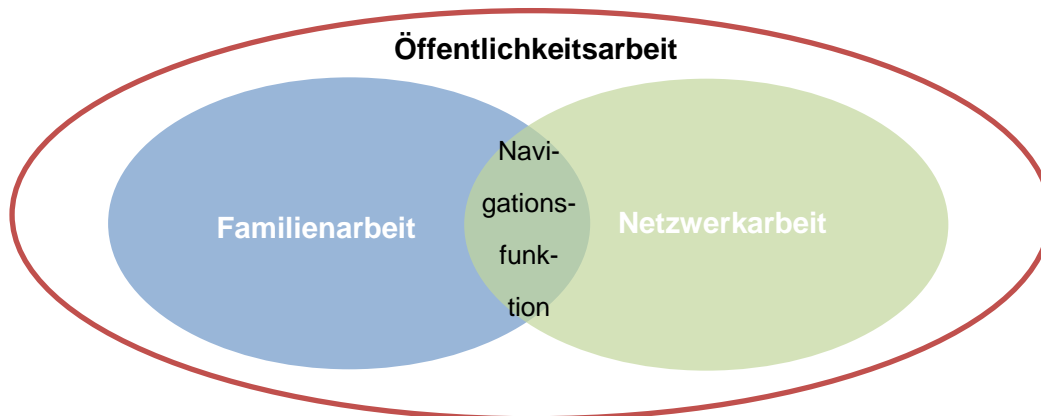 Öffentlichkeitsarbeit
Familienarbeit
Navi-
gations-
funk-
tion
Netzwerkarbeit